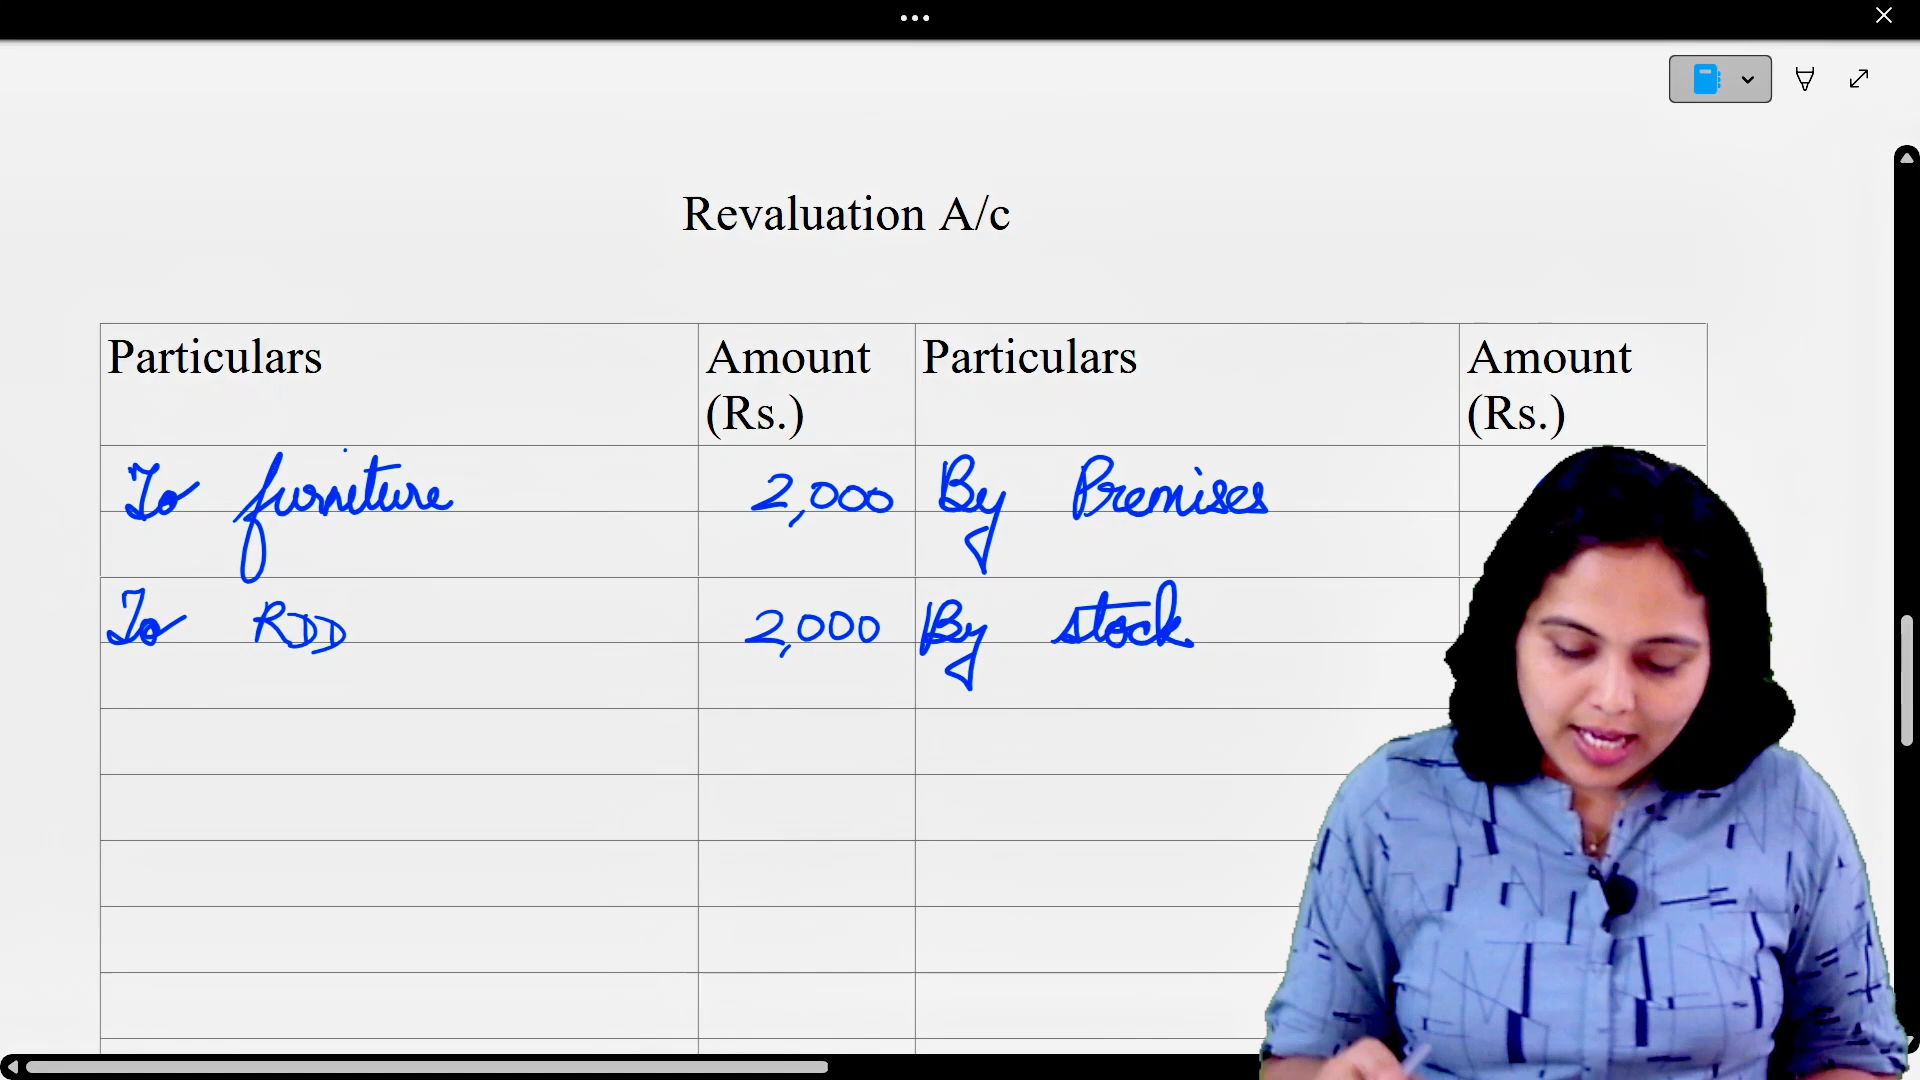 Revaluation A/c
Particulars Amount (Rs.) Particulars Amount (Rs.)
To furniture 2,000 By Premises
To RDD 2,000 By stock